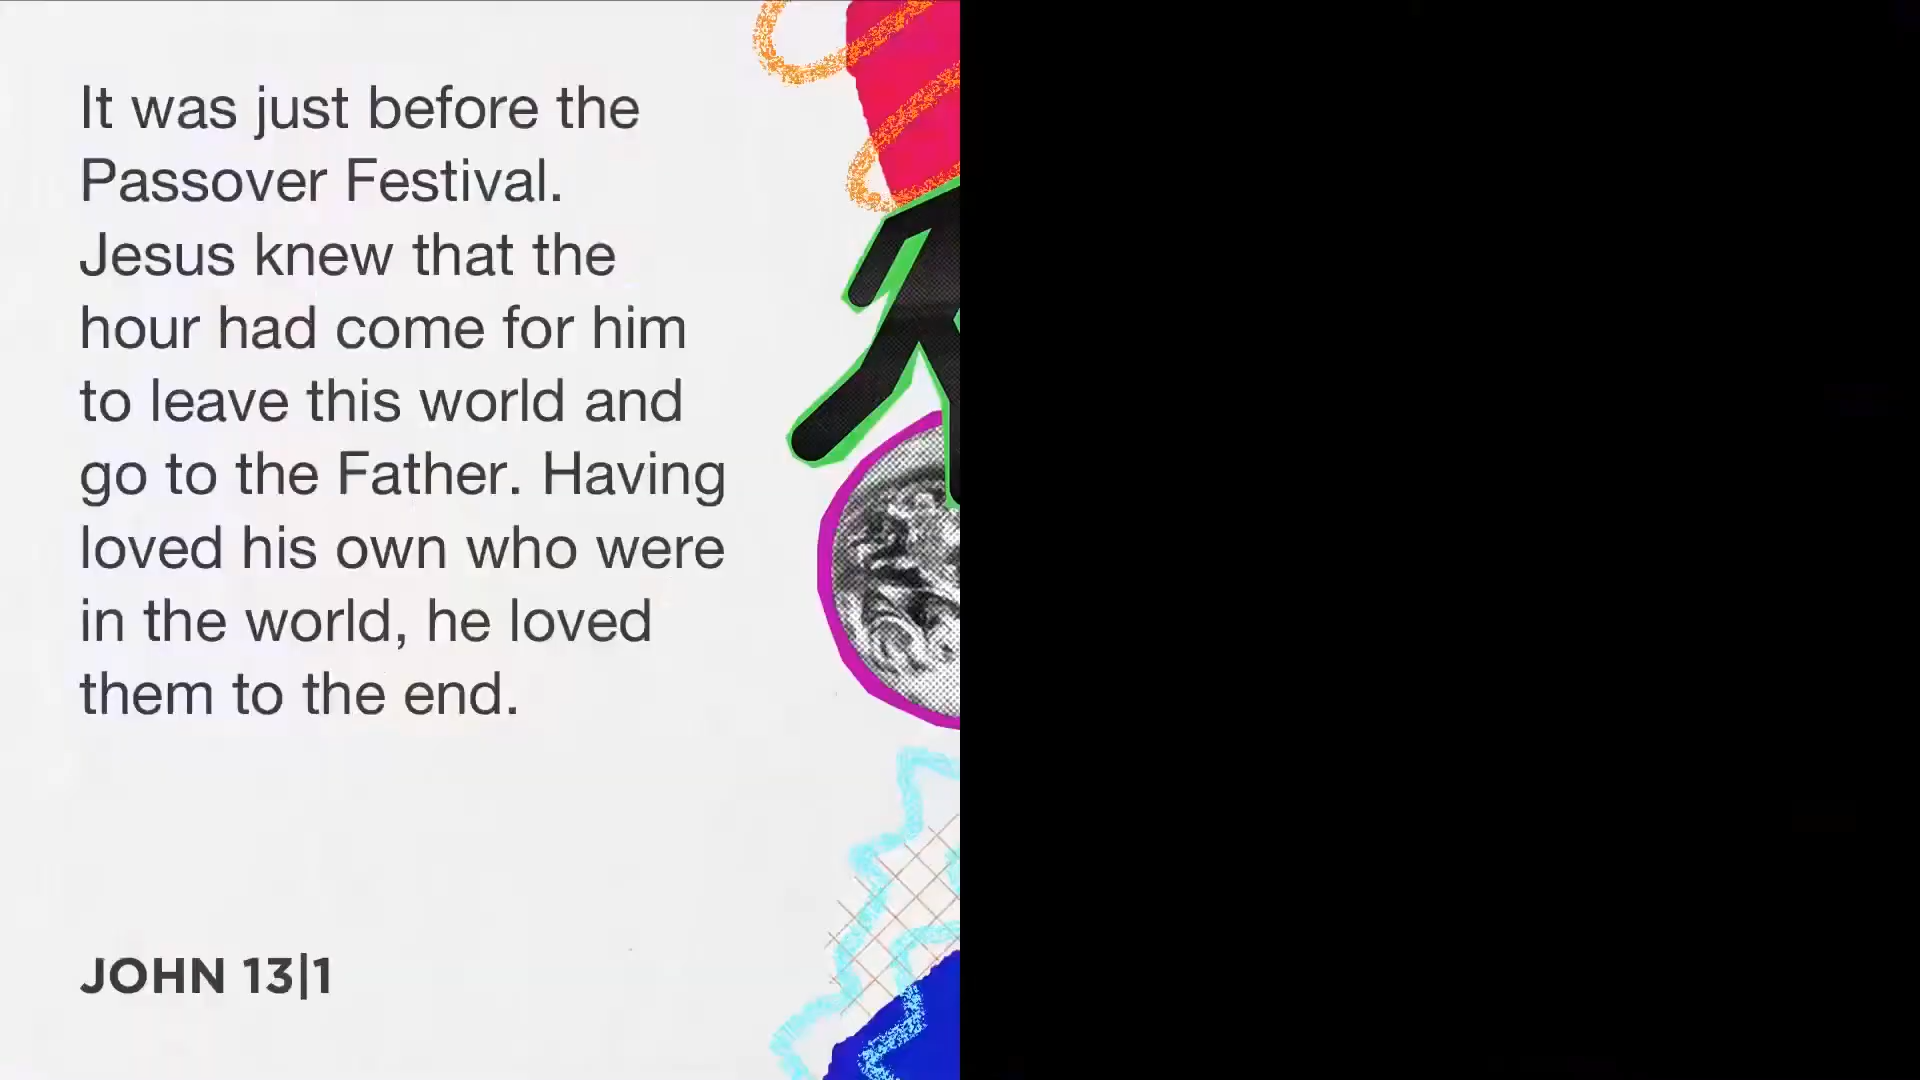 It was just before the
Passover Festival.
Jesus knew that the
hour had come for him
to leave this world and
go to the Father. Having
loved his own who were
in the world, he loved
them to the end.
JOHN 13|1